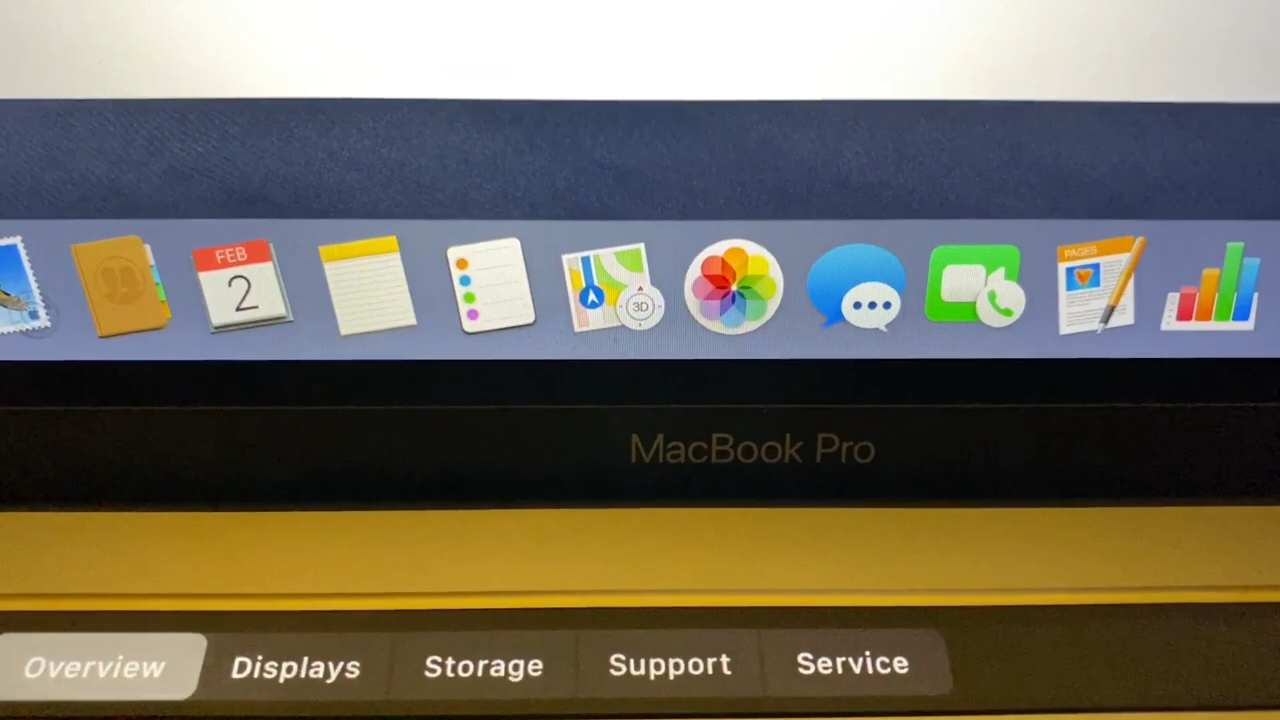 FEB
2
3D
PAGES
MacBook Pro
Overview Displays Storage Support Service